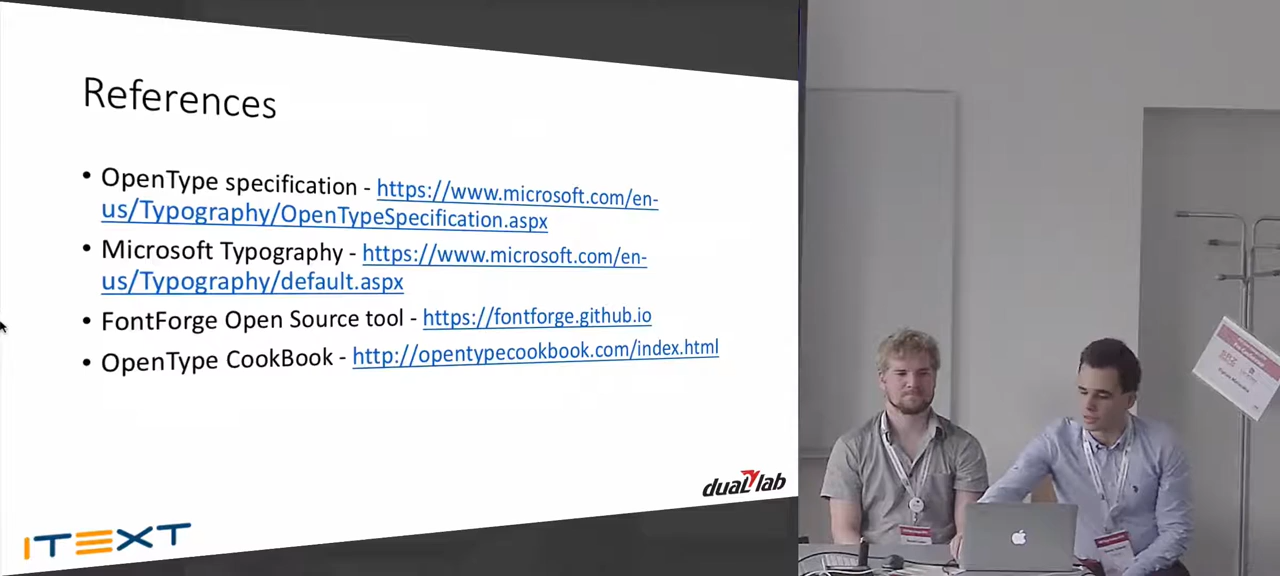 References
• OpenType specification - https://www.microsoft.com/en-
us/Typography/OpenTypeSpecification.aspx
• Microsoft Typography - https://www.microsoft.com/en-
us/Typography/default.aspx
• FontForge Open Source tool - https://fontforge.github.io
• OpenType CookBook - http://opentypecookbook.com/index.html
dual lab
iTEXT